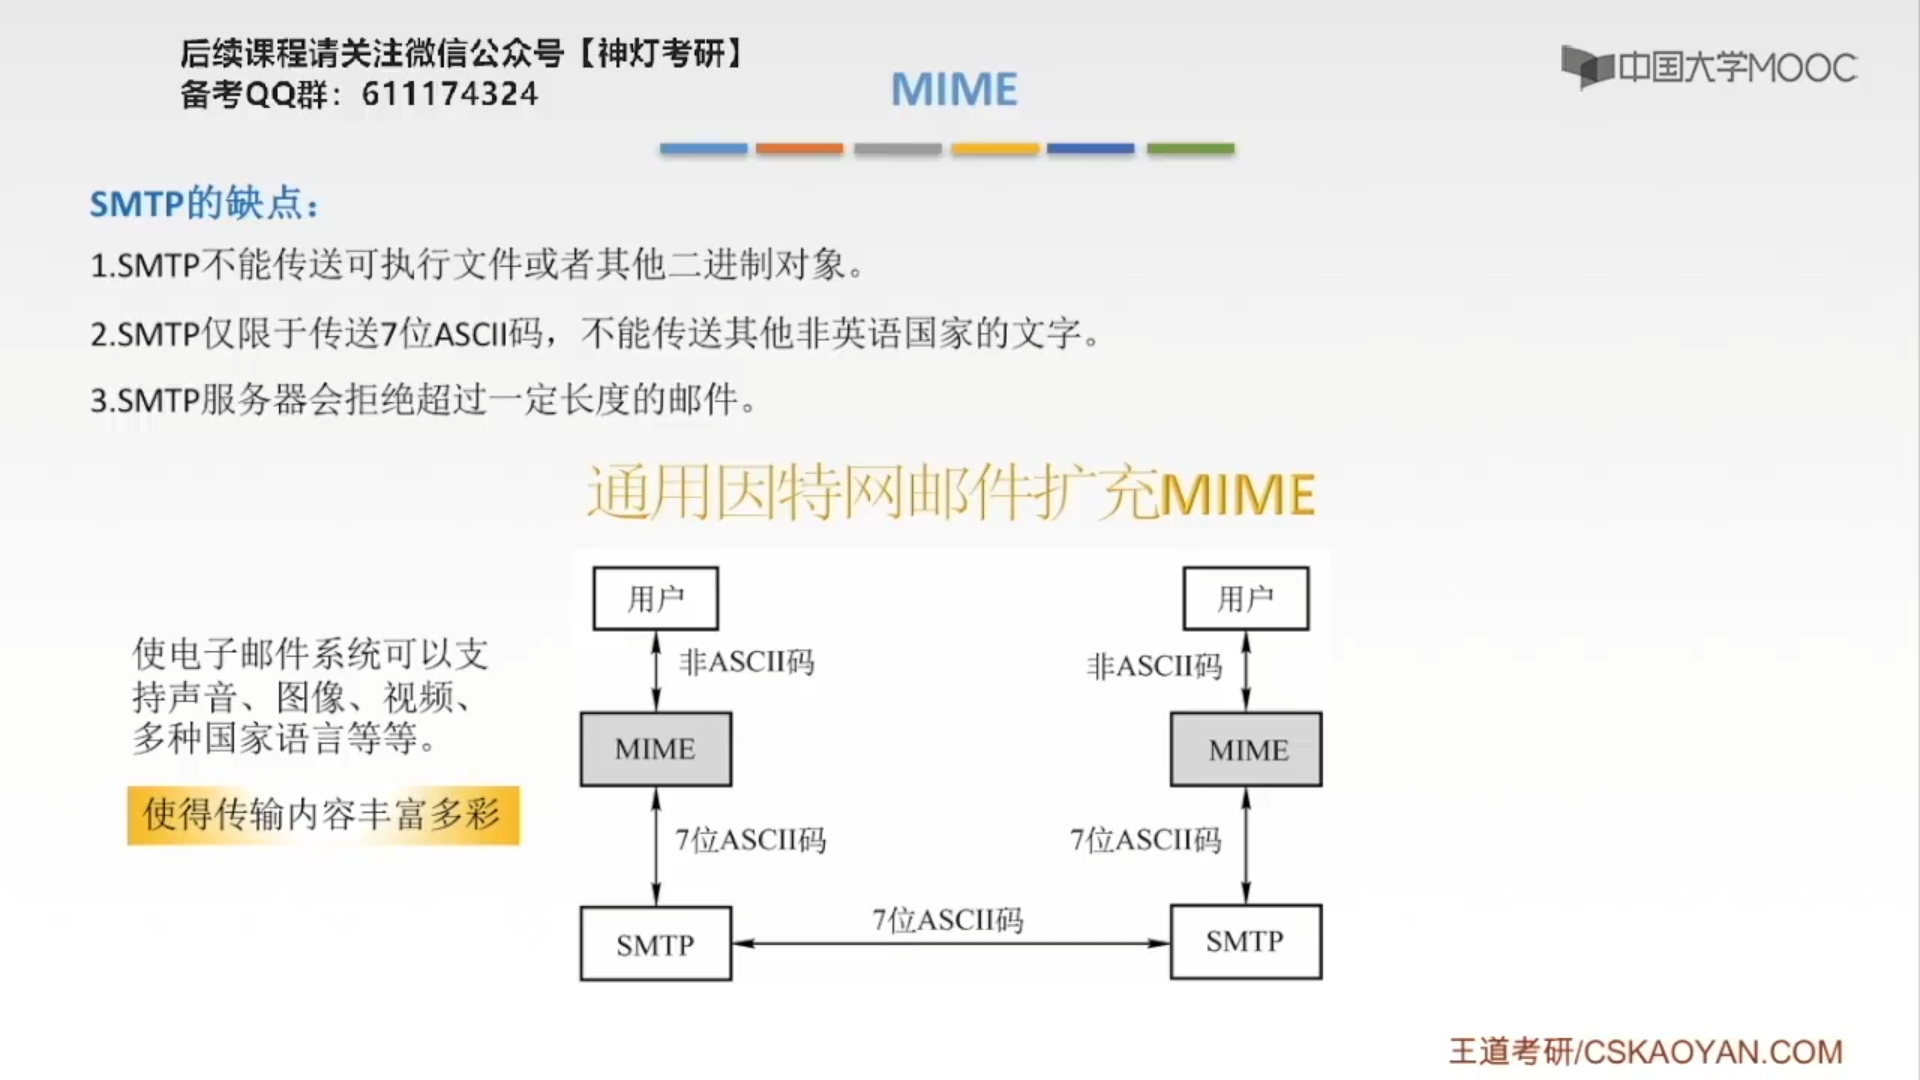 后续课程请关注微信公众号【神灯考研】
备考QQ群：611174324
MIME
中国大学MOOC
SMTP的缺点：
1.SMTP不能传送可执行文件或者其他二进制对象。
2.SMTP仅限于传送7位ASCII码，不能传送其他非英语国家的文字。
3.SMTP服务器会拒绝超过一定长度的邮件。
通用因特网邮件扩充MIME
使电子邮件系统可以支
持声音、图像、视频、
多种国家语言等等。
使得传输内容丰富多彩
用户
用户
非ASCII码
非ASCII码
MIME
MIME
7位ASCII码
7位ASCII码
7位ASCII码
SMTP
SMTP
王道考研/CSKAOYAN.COM